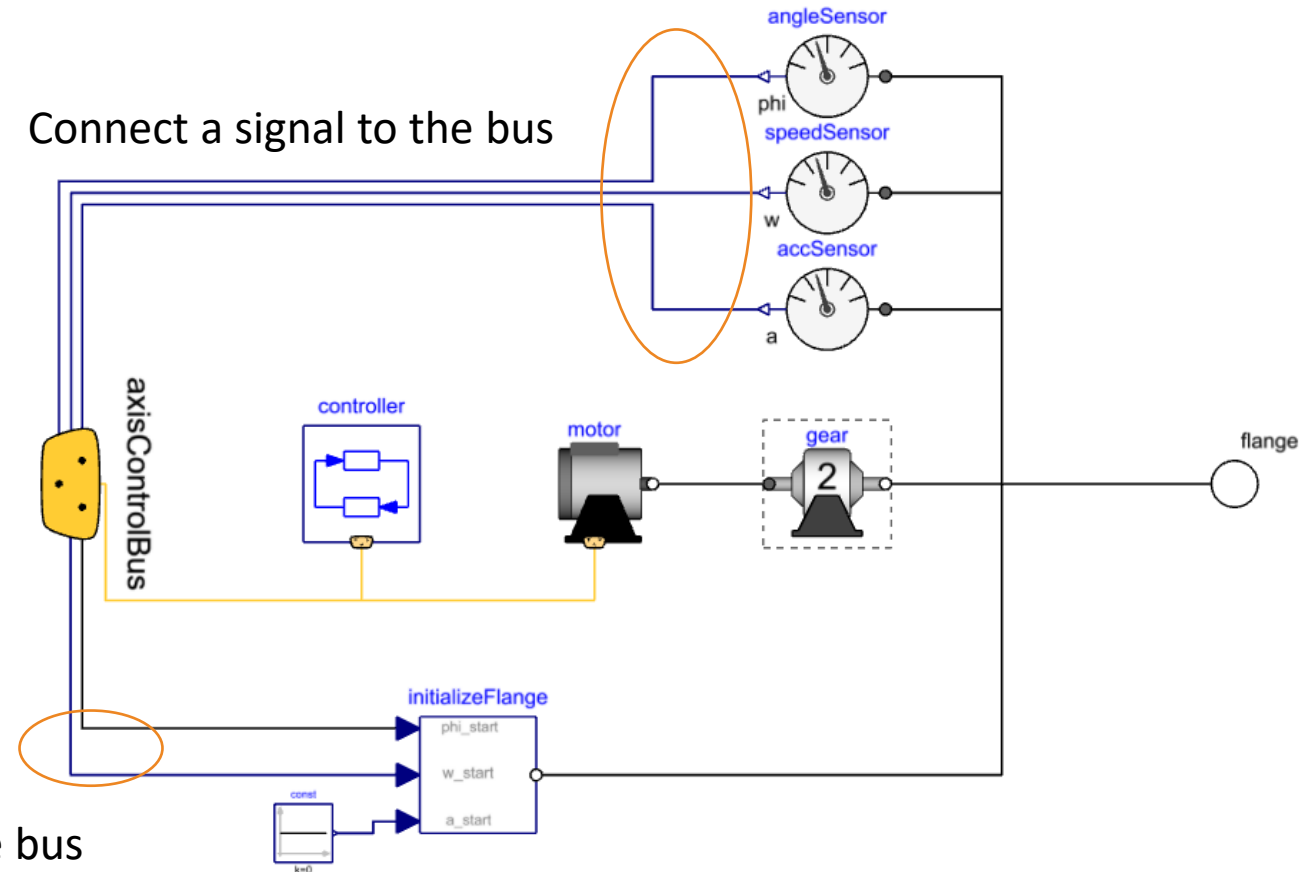 angleSensor
phi
Connect a signal to the bus
speedSensor
w
accSensor
a
axisControlBus
controller
motor
gear
2
flange
initializeFlange
phi_start
w_start
const
a_start
bus
k=0